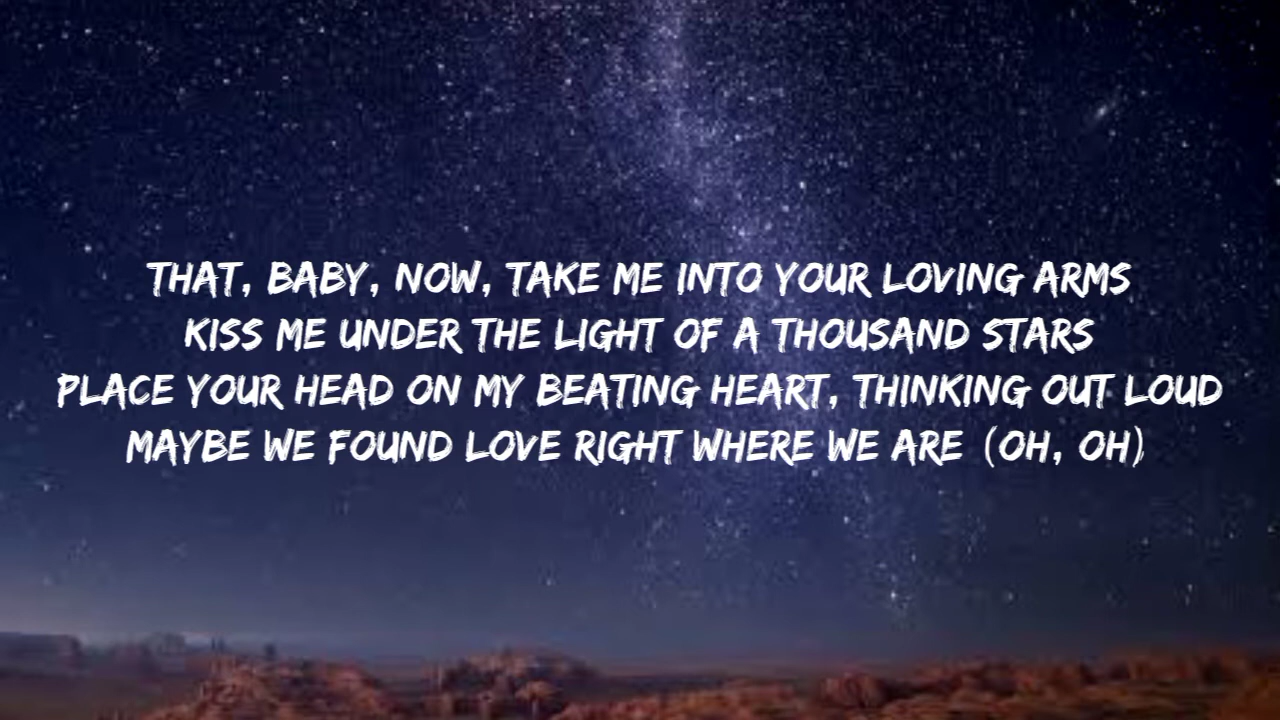 THAT, BABY, NOW, TAKE ME INTO YOUR LOVING ARMS
KISS ME UNDER THE LIGHT OF A THOUSAND STARS
PLACE YOUR HEAD ON MY BEATING HEART, THINKING OUT LOUD
MAYBE WE FOUND LOVE RIGHT WHERE WE ARE (OH, OH)